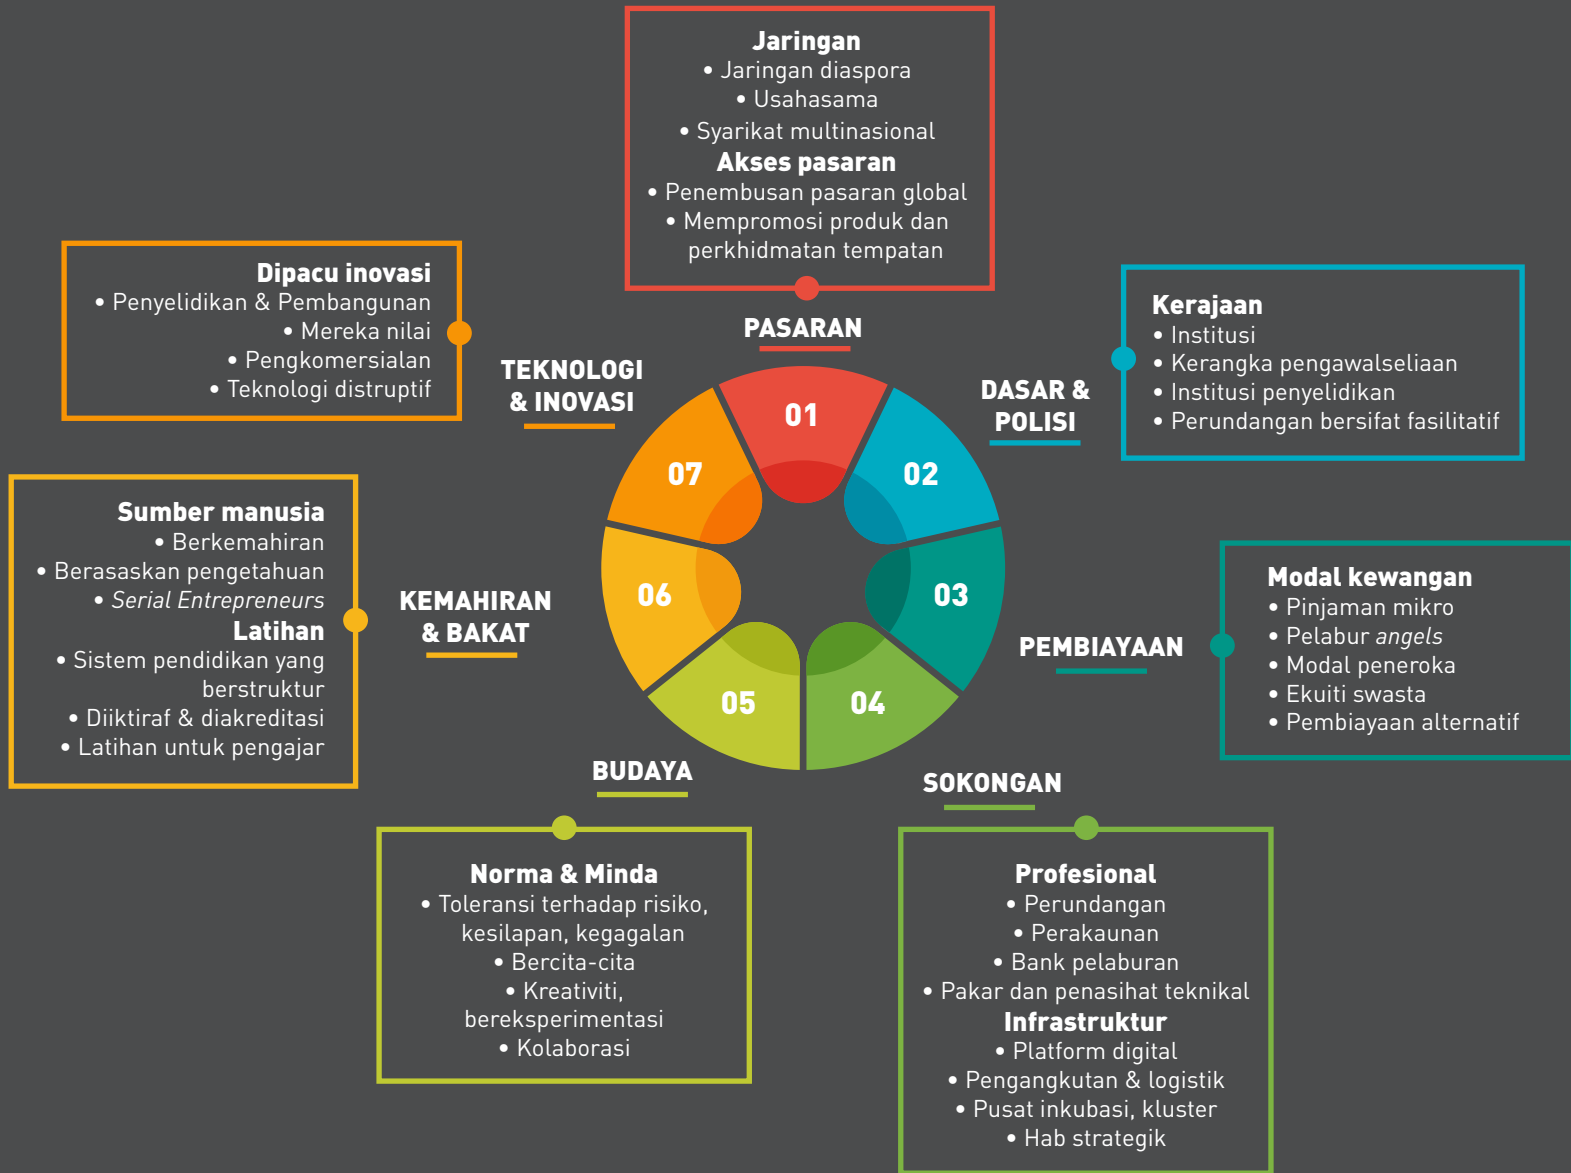 Jaringan
• Jaringan diaspora
• Usahasama
• Syarikat multinasional
Akses pasaran
• Penembusan pasaran global
• Mempromosi produk dan
perkhidmatan tempatan
PASARAN
01
Kerajaan
• Institusi
• Kerangka pengawalseliaan
• Institusi penyelidikan
• Perundangan bersifat fasilitatif
DASAR &
POLISI
02
Modal kewangan
• Pinjaman mikro
• Pelabur angels
• Modal peneroka
• Ekuiti swasta
• Pembiayaan alternatif
PEMBIAYAAN
03
SOKONGAN
04
Profesional
• Perundangan
• Perakaunan
• Bank pelaburan
• Pakar dan penasihat teknikal
Infrastruktur
• Platform digital
• Pengangkutan & logistik
• Pusat inkubasi, kluster
• Hab strategik
BUDAYA
05
Norma & Minda
• Toleransi terhadap risiko,
kesilapan, kegagalan
• Bercita-cita
• Kreativiti,
bereksperimentasi
• Kolaborasi
KEMAHIRAN
& BAKAT
06
Sumber manusia
• Berkemahiran
• Berasaskan pengetahuan
• Serial Entrepreneurs
Latihan
• Sistem pendidikan yang
berstruktur
• Diiktiraf & diakreditasi
• Latihan untuk pengajar
TEKNOLOGI
& INOVASI
07
Dipacu inovasi
• Penyelidikan & Pembangunan
• Mereka nilai
• Pengkomersialan
• Teknologi distruptif